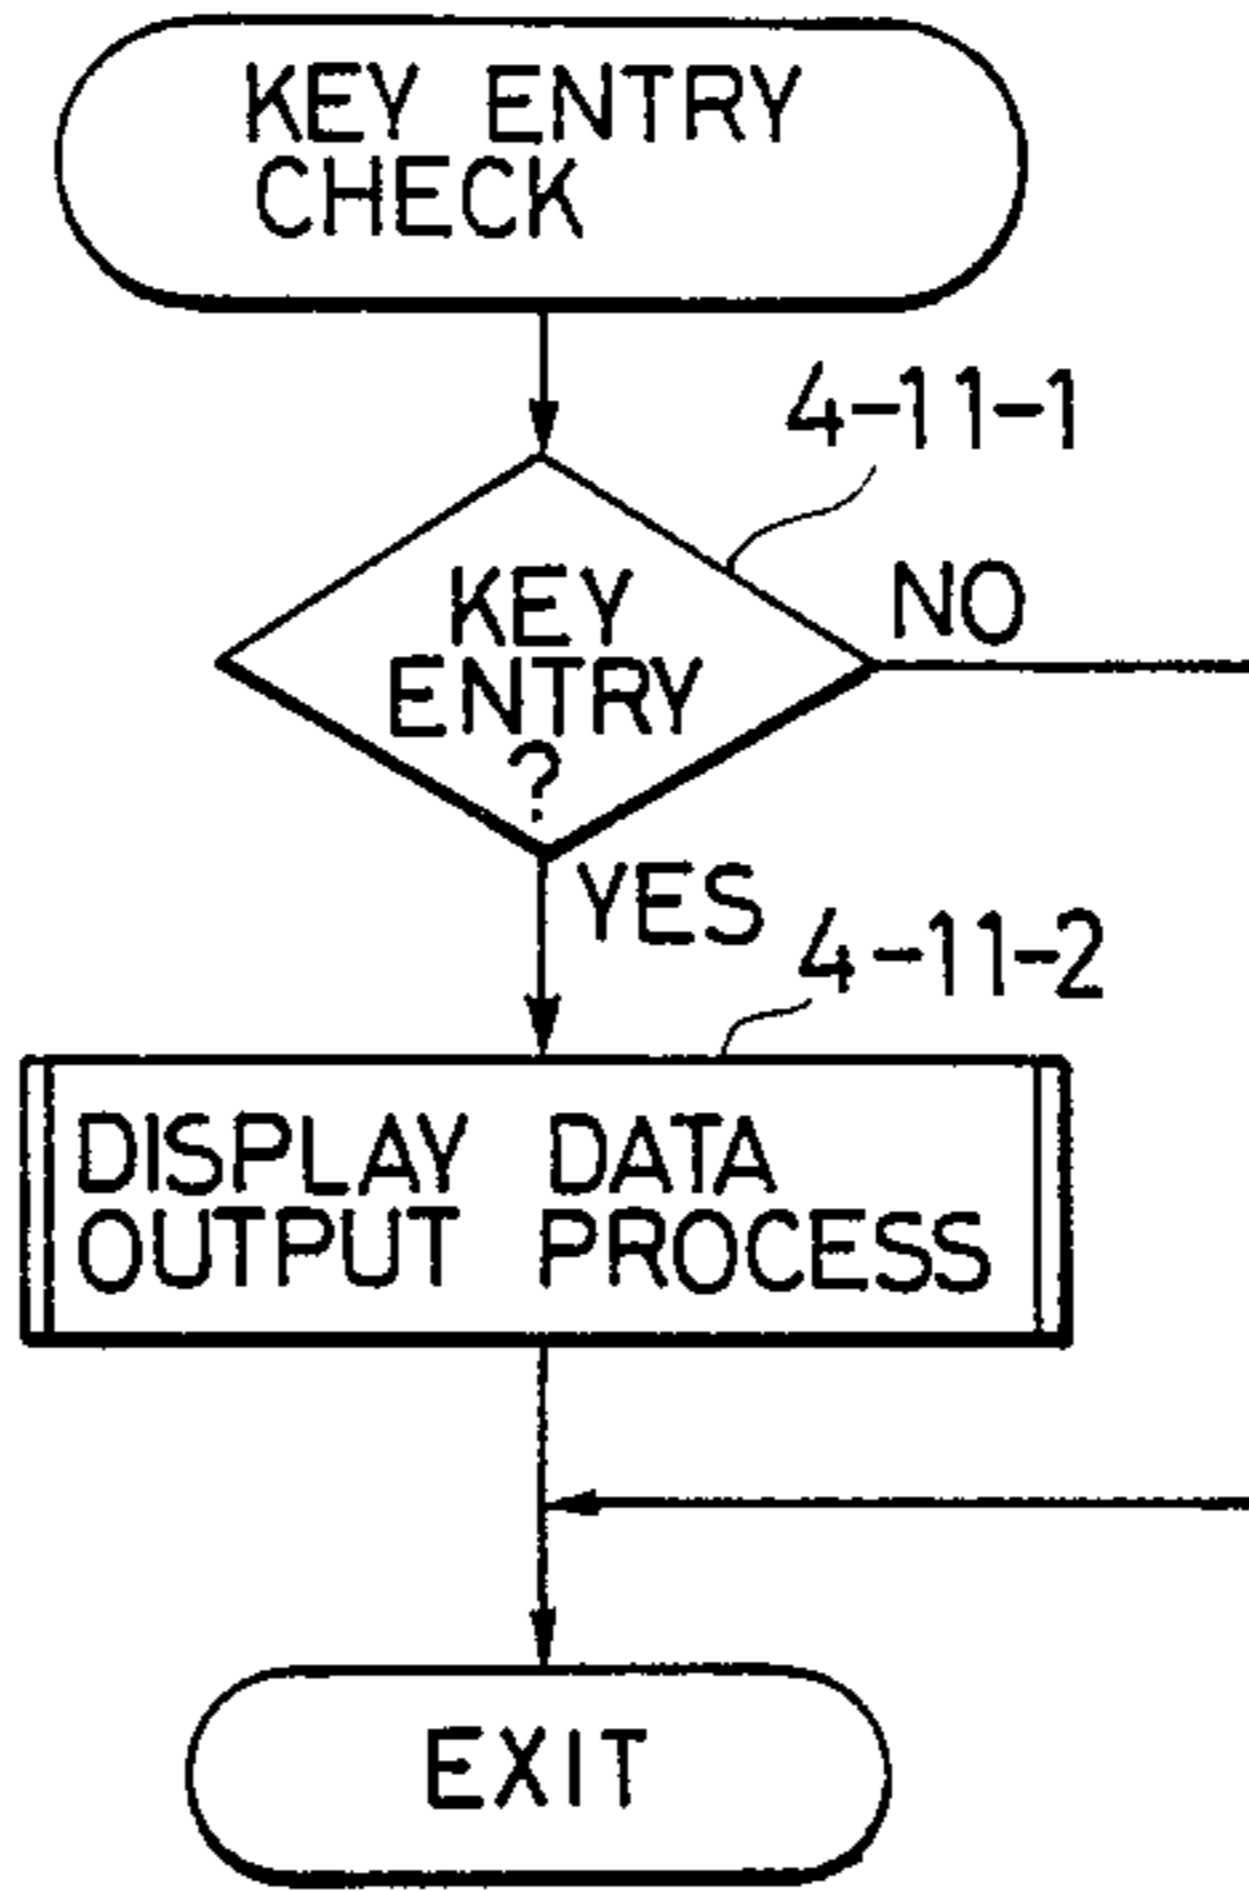 KEY ENTRY
CHECK
4-11-1
KEY
ENTRY
?
NO
YES
4-11-2
DISPLAY DATA
OUTPUT PROCESS
EXIT